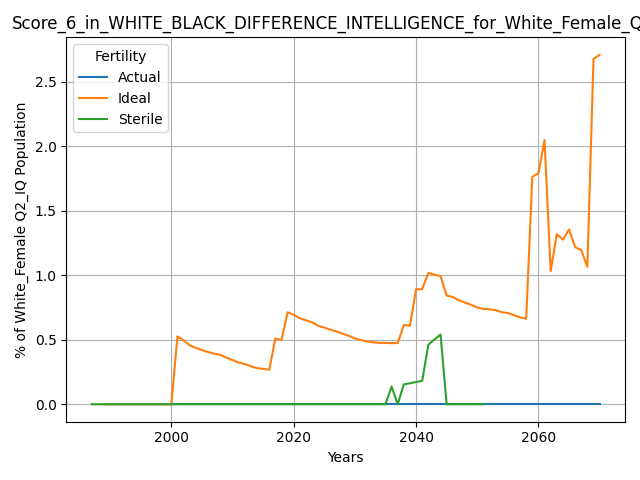 Score_6_in_WHITE_BLACK_DIFFERENCE_INTELLIGENCE_for_White_Female_Q
Fertility
Actual
Ideal
Sterile
% of White_Female Q2_IQ Population
2.5
2.0
1.5
1.0
0.5
0.0
2000 2020 2040 2060
Years